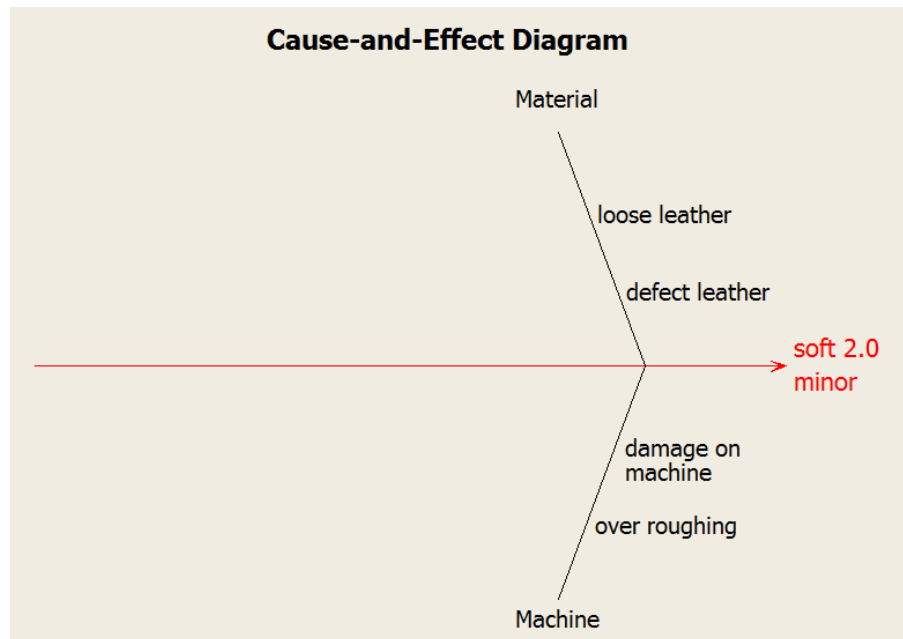 Cause-and-Effect Diagram
Material
loose leather
defect leather
soft 2.0
minor
damage on
machine
over roughing
Machine